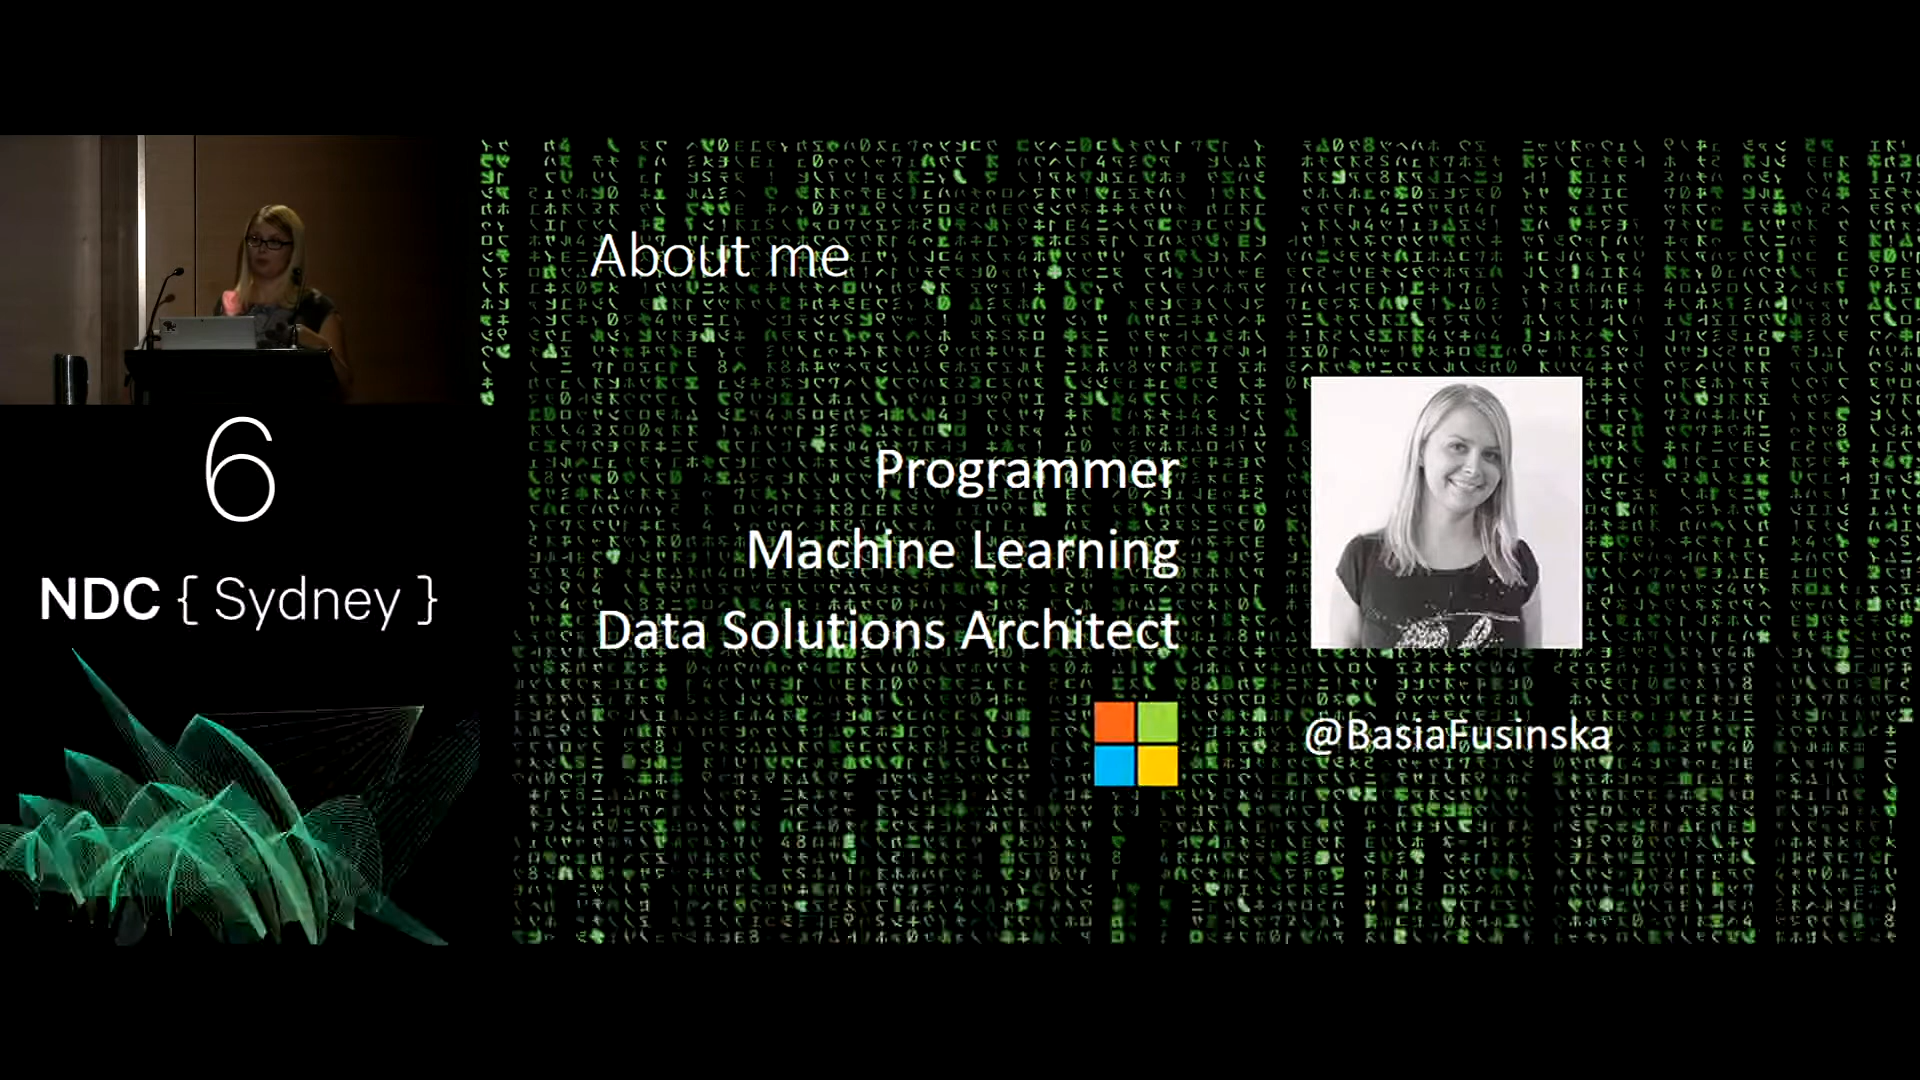 6
NDC { Sydney }
About me
Programmer
Machine Learning
Data Solutions Architect
@BasiaFusinska